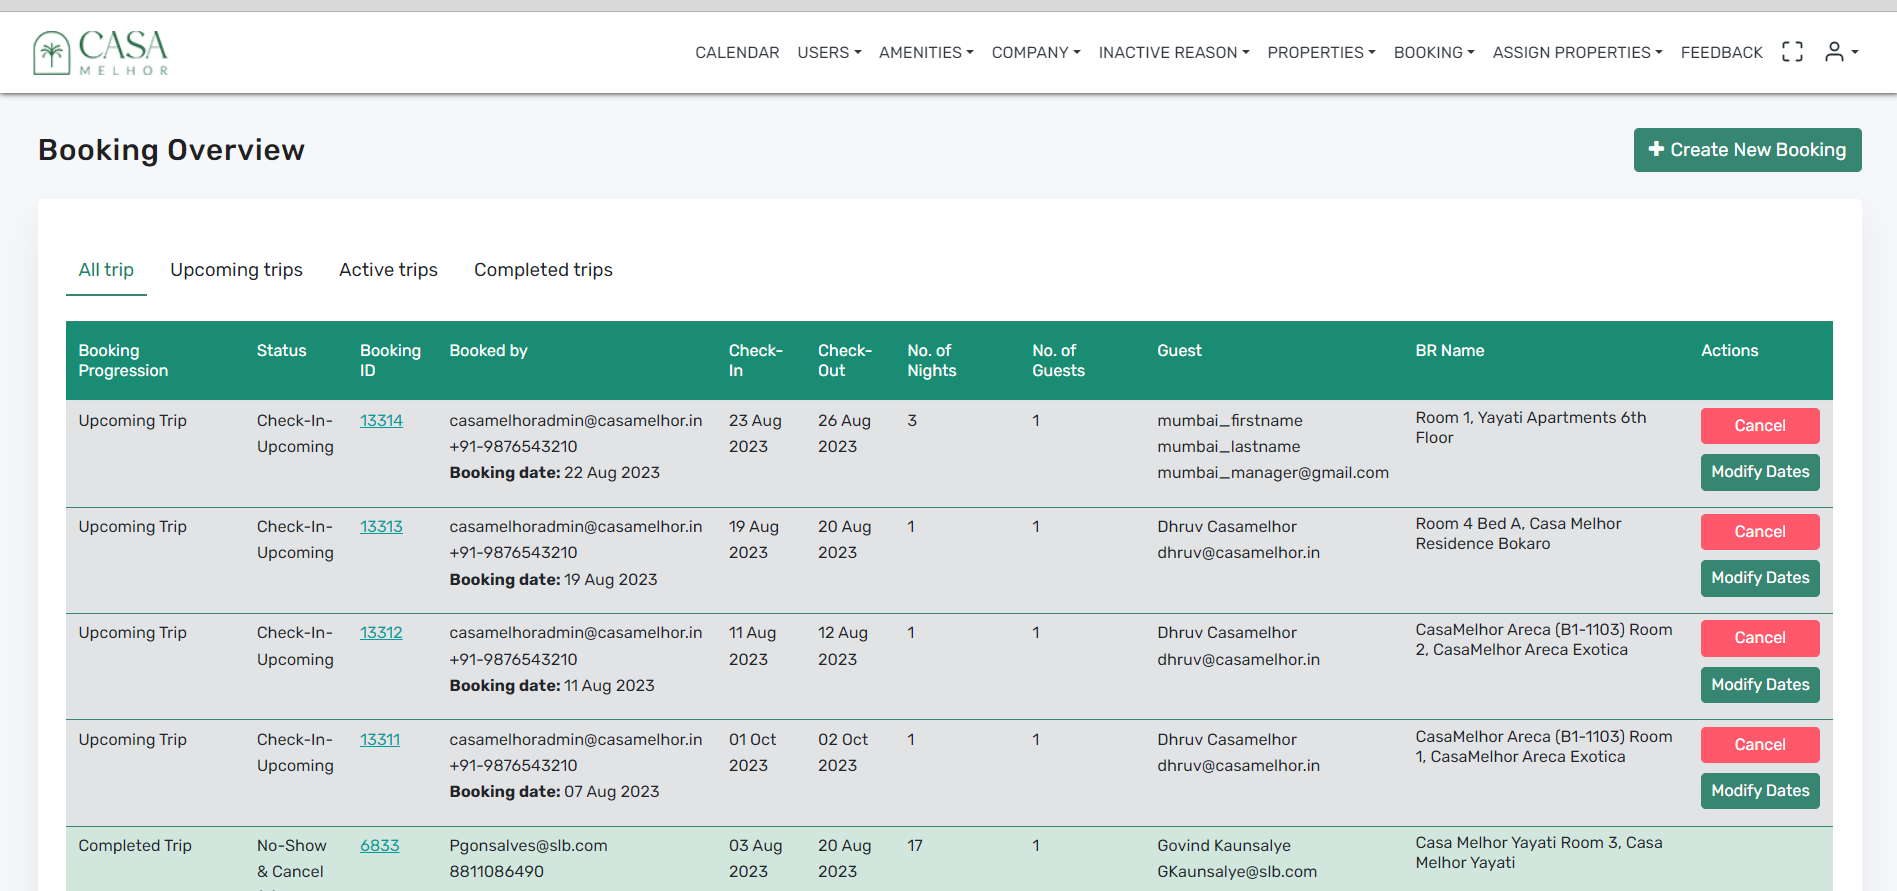 CASA
MELHOR
CALENDAR USERS AMENITIES COMPANY INACTIVE REASON PROPERTIES BOOKING ASSIGN PROPERTIES FEEDBACK
Booking Overview
Create New Booking
All trip Upcoming trips Active trips Completed trips
Booking Progression Status Booking ID Booked by Check-In Check-Out No. of Nights No. of Guests Guest BR Name Actions
Upcoming Trip
Check-In-
Upcoming
13314
casamelhoradmin@casamelhor.in
+91-9876543210
Booking date: 22 Aug 2023
23 Aug
2023
26 Aug
2023
3
1
mumbai_firstname
mumbai_lastname
mumbai_manager@gmail.com
Room 1, Yayati Apartments 6th
Floor
Cancel
Modify Dates
Upcoming Trip
Check-In-
Upcoming
13313
casamelhoradmin@casamelhor.in
+91-9876543210
Booking date: 19 Aug 2023
19 Aug
2023
20 Aug
2023
1
1
Dhruv Casamelhor
dhruv@casamelhor.in
Room 4 Bed A, Casa Melhor
Residence Bokaro
Cancel
Modify Dates
Upcoming Trip
Check-In-
Upcoming
13312
casamelhoradmin@casamelhor.in
+91-9876543210
Booking date: 11 Aug 2023
11 Aug
2023
12 Aug
2023
1
1
Dhruv Casamelhor
dhruv@casamelhor.in
CasaMelhor Areca (B1-1103) Room
2, CasaMelhor Areca Exotica
Cancel
Modify Dates
Upcoming Trip
Check-In-
Upcoming
13311
casamelhoradmin@casamelhor.in
+91-9876543210
Booking date: 07 Aug 2023
01 Oct
2023
02 Oct
2023
1
1
Dhruv Casamelhor
dhruv@casamelhor.in
CasaMelhor Areca (B1-1103) Room
1, CasaMelhor Areca Exotica
Cancel
Modify Dates
Completed Trip
No-Show
& Cancel
6833
Pgonsalves@slb.com
8811086490
03 Aug
2023
20 Aug
2023
17
1
Govind Kaunsalye
GKaunsalye@slb.com
Casa Melhor Yayati Room 3, Casa
Melhor Yayati